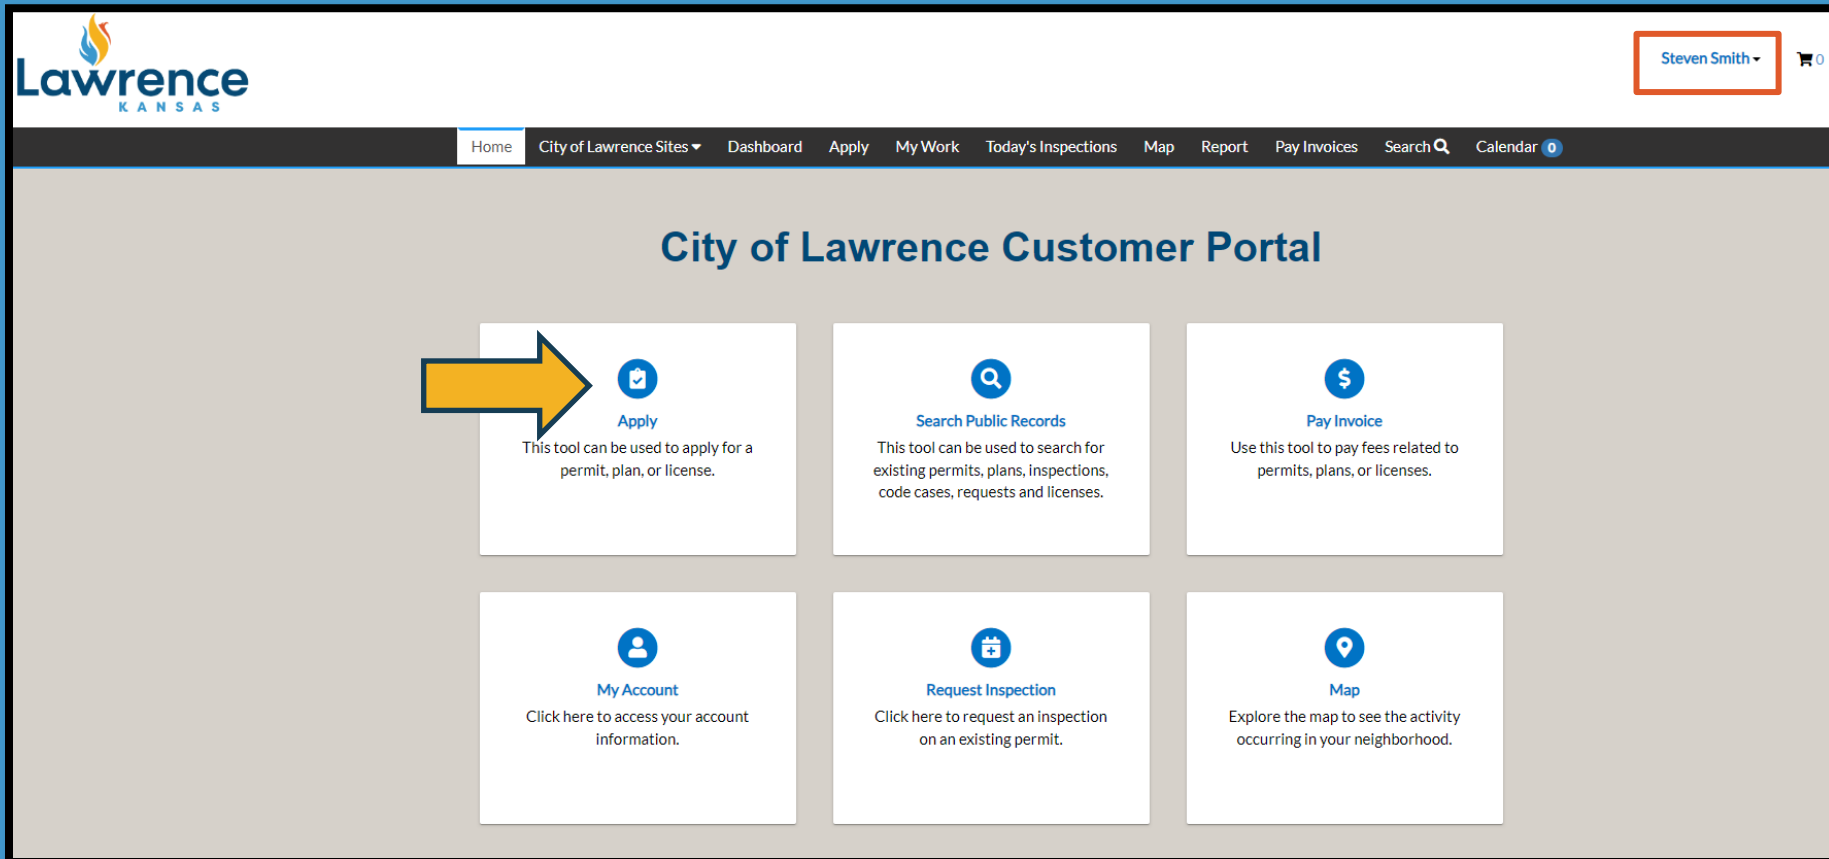 Lawrence
KANSAS
Steven Smith
0
Home City of Lawrence Sites Dashboard Apply My Work Today's Inspections Map Report Pay Invoices Search Calendar 0
City of Lawrence Customer Portal
Apply
This tool can be used to apply for a
permit, plan, or license.
Search Public Records
This tool can be used to search for
existing permits, plans, inspections,
code cases, requests and licenses.
Pay Invoice
Use this tool to pay fees related to
permits, plans, or licenses.
My Account
Click here to access your account
information.
Request Inspection
Click here to request an inspection
on an existing permit.
Map
Explore the map to see the activity
occurring in your neighborhood.